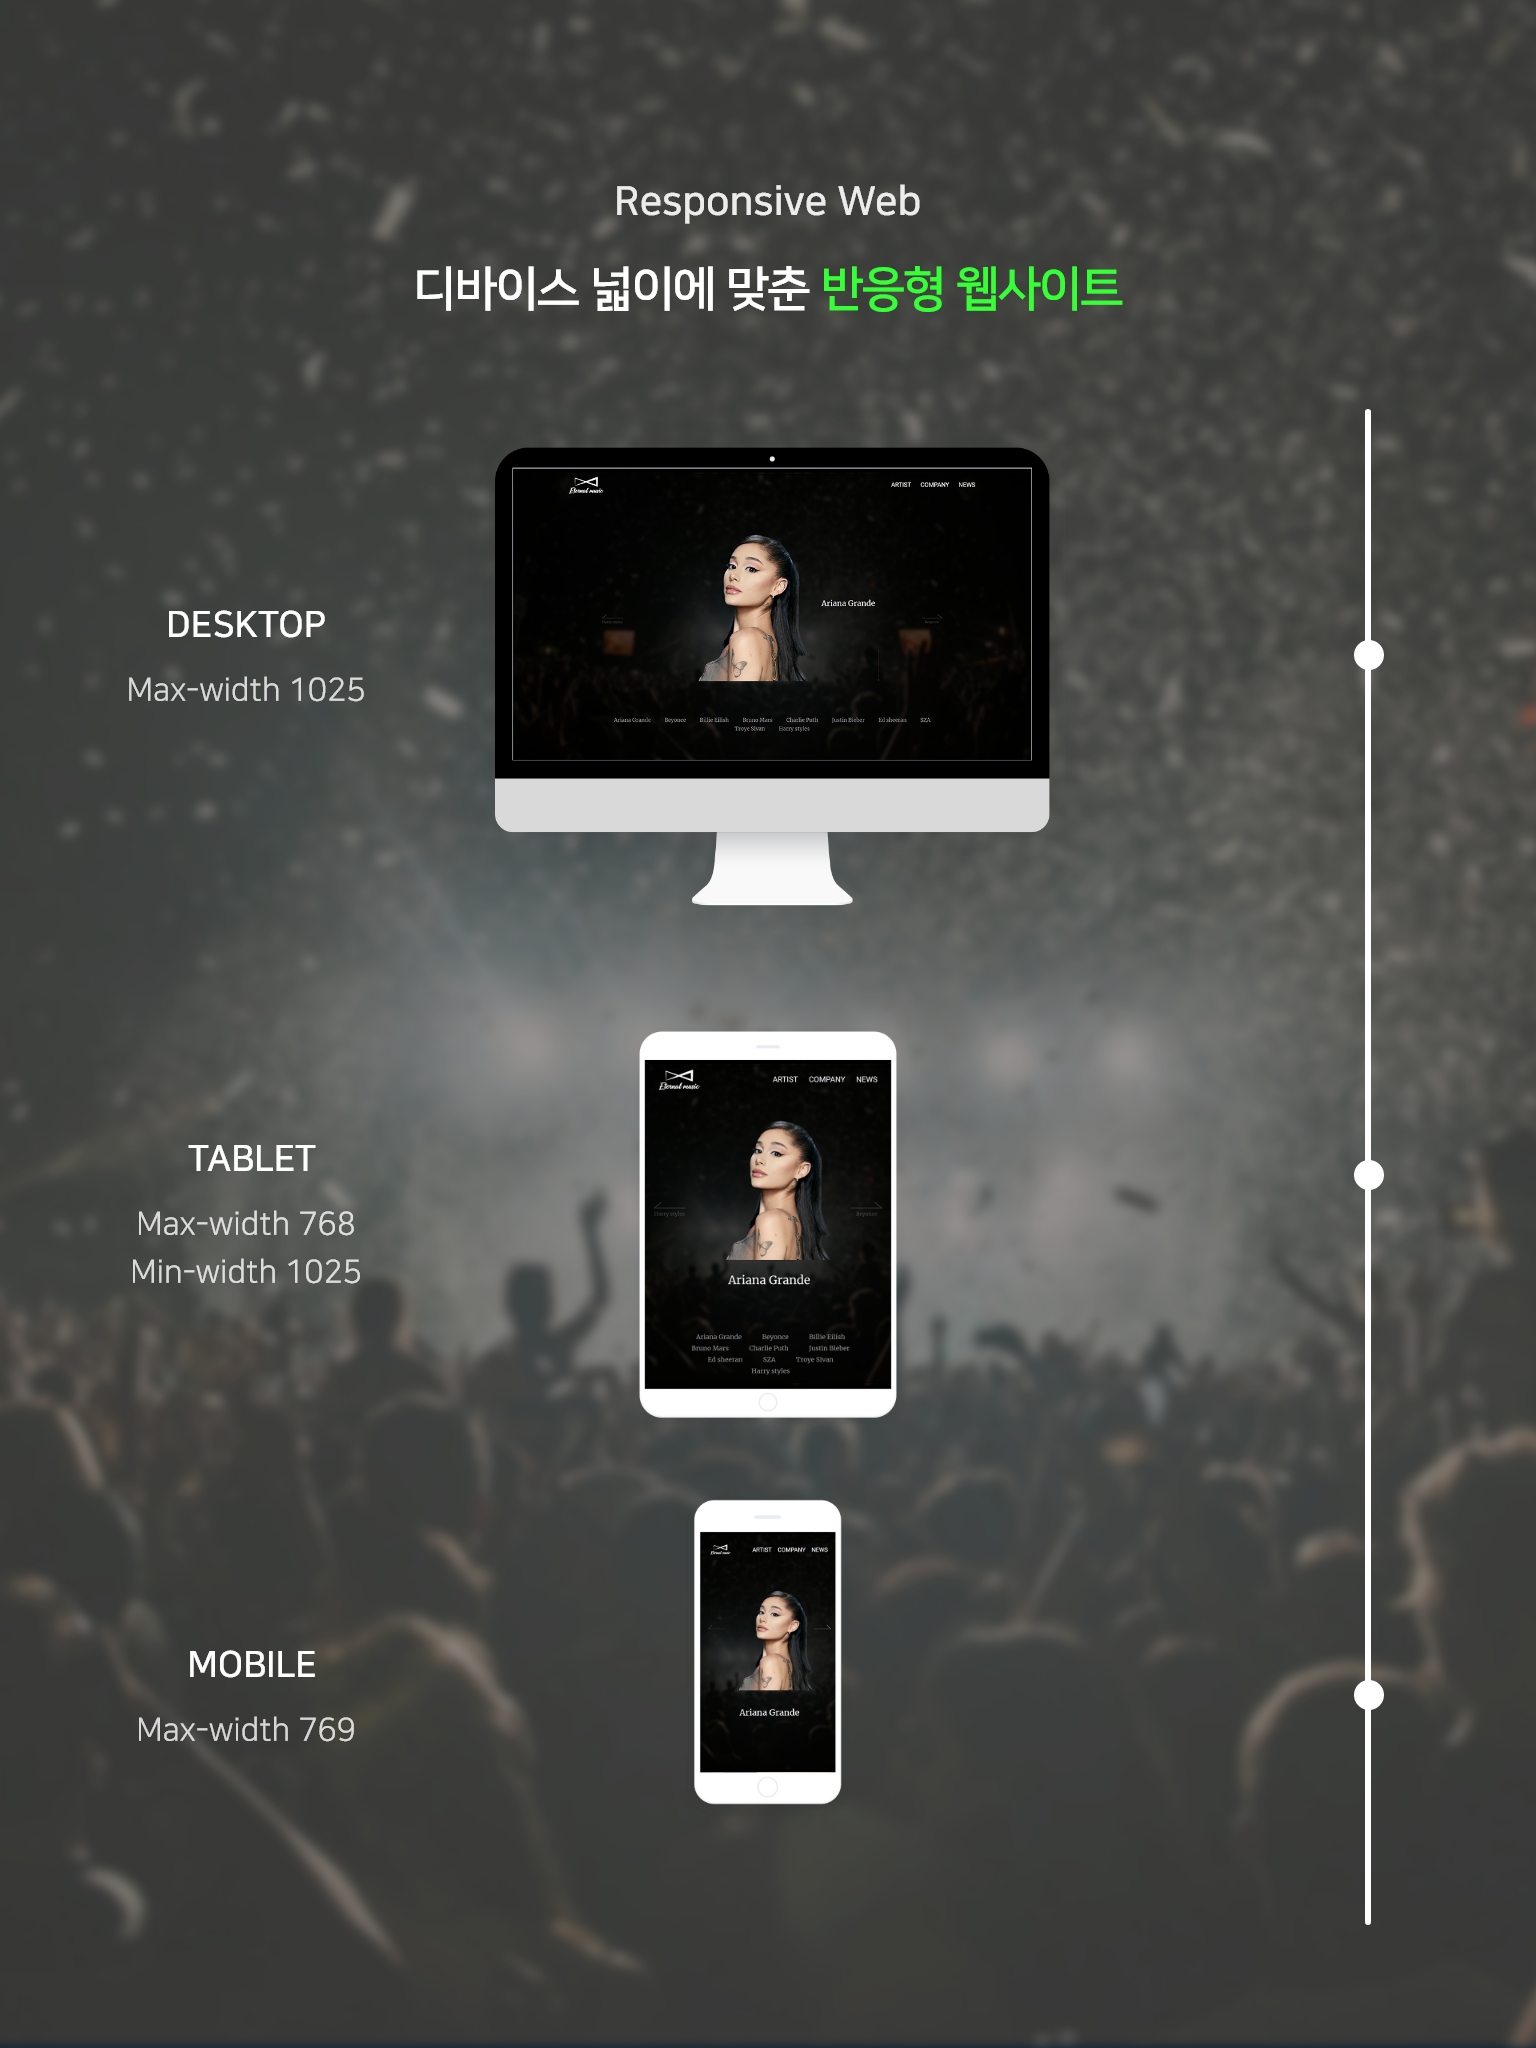 Responsive Web
디바이스 넓이에 맞춘 반응형 웹사이트
Eternal music
ARTIST COMPANY NEWS
Ariana Grande
Harry styles
Beyonce
Ariana Grande Beyonce Billie Eilish Bruno Mars Charlie Puth Justin Bieber Ed sheeran SZA
Troye Sivan Harry styles
DESKTOP
Max-width 1025
Eternal music
ARTIST COMPANY NEWS
Harry styles
Beyonce
Ariana Grande
Ariana Grande Beyonce Billie Eilish
Bruno Mars Charlie Puth Justin Bieber
Ed sheeran SZA Troye Sivan
Harry styles
TABLET
Max-width 768
Min-width 1025
Eternal music
ARTIST COMPANY NEWS
Ariana Grande
MOBILE
Max-width 769